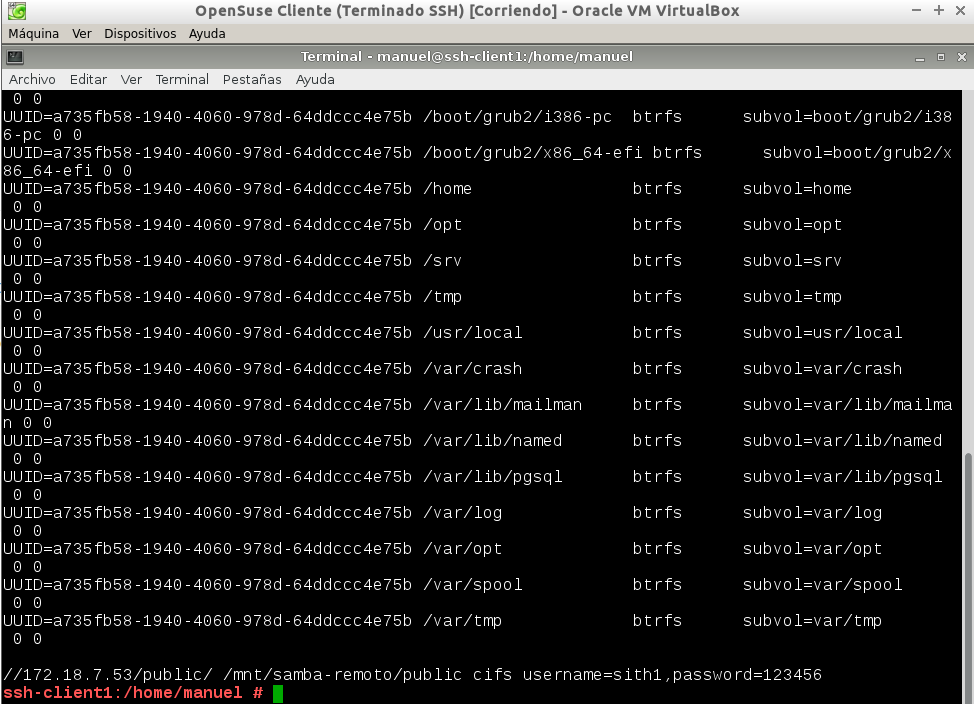 OpenSuse Cliente (Terminado SSH) [Corriendo] - Oracle VM VirtualBox
Máquina Ver Dispositivos Ayuda
Terminal - manuel@ssh-client1:/home/manuel
Archivo Editar Ver Terminal Pestañas Ayuda
 0 0
UUID=a735fb58-1940-4060-978d-64ddccc4e75b /boot/grub2/i386-pc  btrfs      subvol=boot/grub2/i38
6-pc 0 0
UUID=a735fb58-1940-4060-978d-64ddccc4e75b /boot/grub2/x86_64-efi btrfs      subvol=boot/grub2/x
86_64-efi 0 0
UUID=a735fb58-1940-4060-978d-64ddccc4e75b /home                btrfs      subvol=home
 0 0
UUID=a735fb58-1940-4060-978d-64ddccc4e75b /opt                 btrfs      subvol=opt
 0 0
UUID=a735fb58-1940-4060-978d-64ddccc4e75b /srv                 btrfs      subvol=srv
 0 0
UUID=a735fb58-1940-4060-978d-64ddccc4e75b /tmp                 btrfs      subvol=tmp
 0 0
UUID=a735fb58-1940-4060-978d-64ddccc4e75b /usr/local           btrfs      subvol=usr/local
 0 0
UUID=a735fb58-1940-4060-978d-64ddccc4e75b /var/crash           btrfs      subvol=var/crash
 0 0
UUID=a735fb58-1940-4060-978d-64ddccc4e75b /var/lib/mailman     btrfs      subvol=var/lib/mailma
n 0 0
UUID=a735fb58-1940-4060-978d-64ddccc4e75b /var/lib/named       btrfs      subvol=var/lib/named
 0 0
UUID=a735fb58-1940-4060-978d-64ddccc4e75b /var/lib/pgsql       btrfs      subvol=var/lib/pgsql
 0 0
UUID=a735fb58-1940-4060-978d-64ddccc4e75b /var/log             btrfs      subvol=var/log
 0 0
UUID=a735fb58-1940-4060-978d-64ddccc4e75b /var/opt             btrfs      subvol=var/opt
 0 0
UUID=a735fb58-1940-4060-978d-64ddccc4e75b /var/spool           btrfs      subvol=var/spool
 0 0
UUID=a735fb58-1940-4060-978d-64ddccc4e75b /var/tmp             btrfs      subvol=var/tmp
 0 0
//172.18.7.53/public/ /mnt/samba-remoto/public cifs username=sith1,password=123456
ssh-client1:/home/manuel #